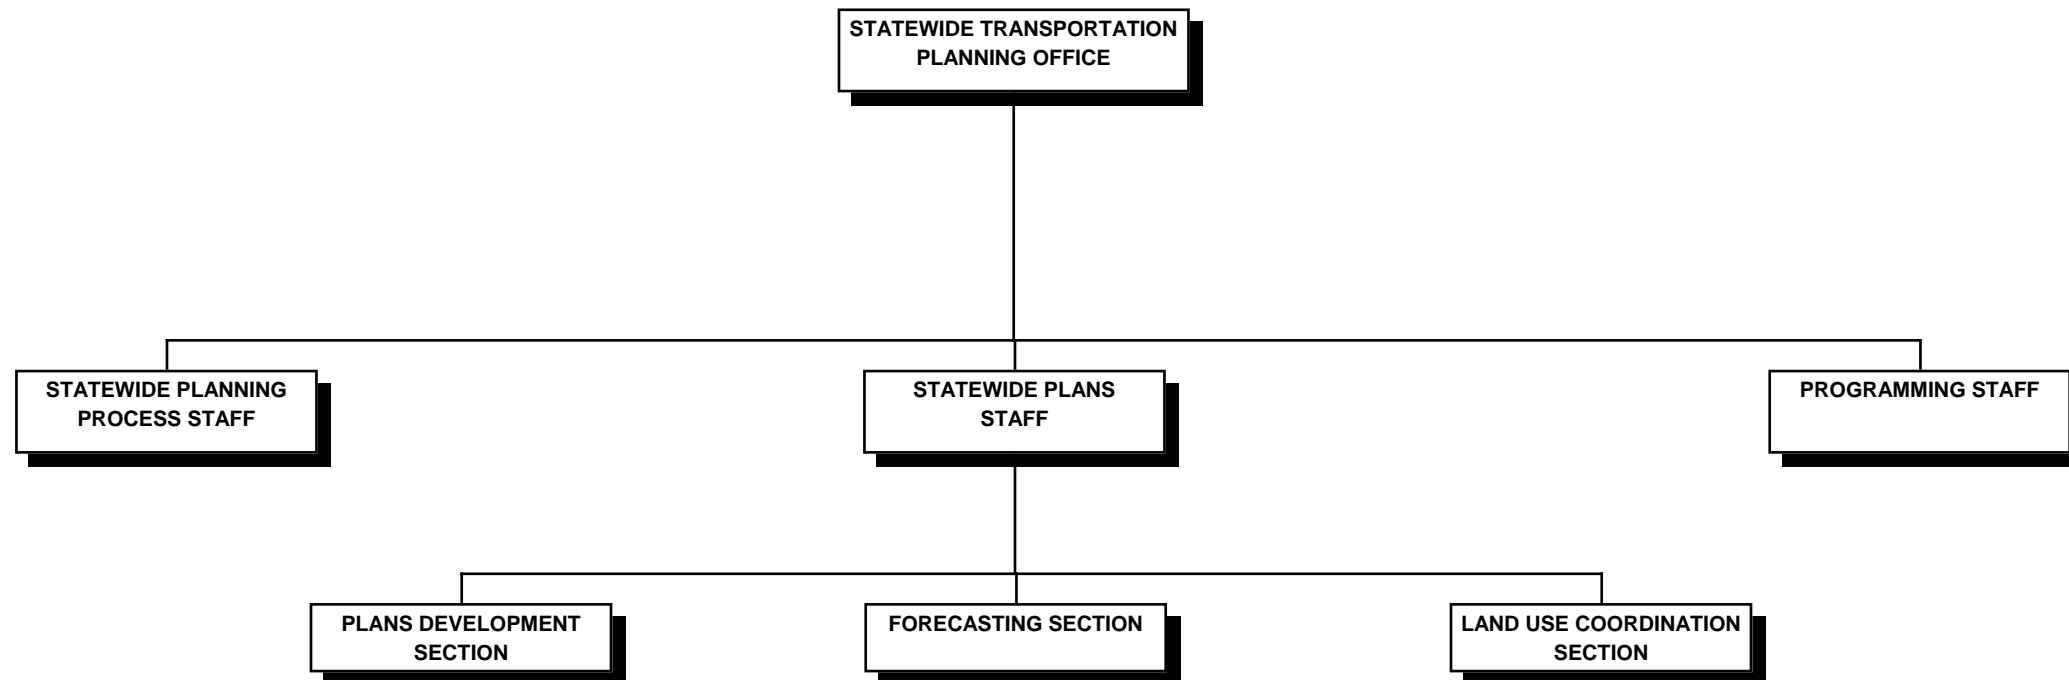 STATEWIDE TRANSPORTATION
PLANNING OFFICE
STATEWIDE PLANNING
PROCESS STAFF
STATEWIDE PLANS
STAFF
PROGRAMMING STAFF
PLANS DEVELOPMENT
SECTION
FORECASTING SECTION
LAND USE COORDINATION
SECTION